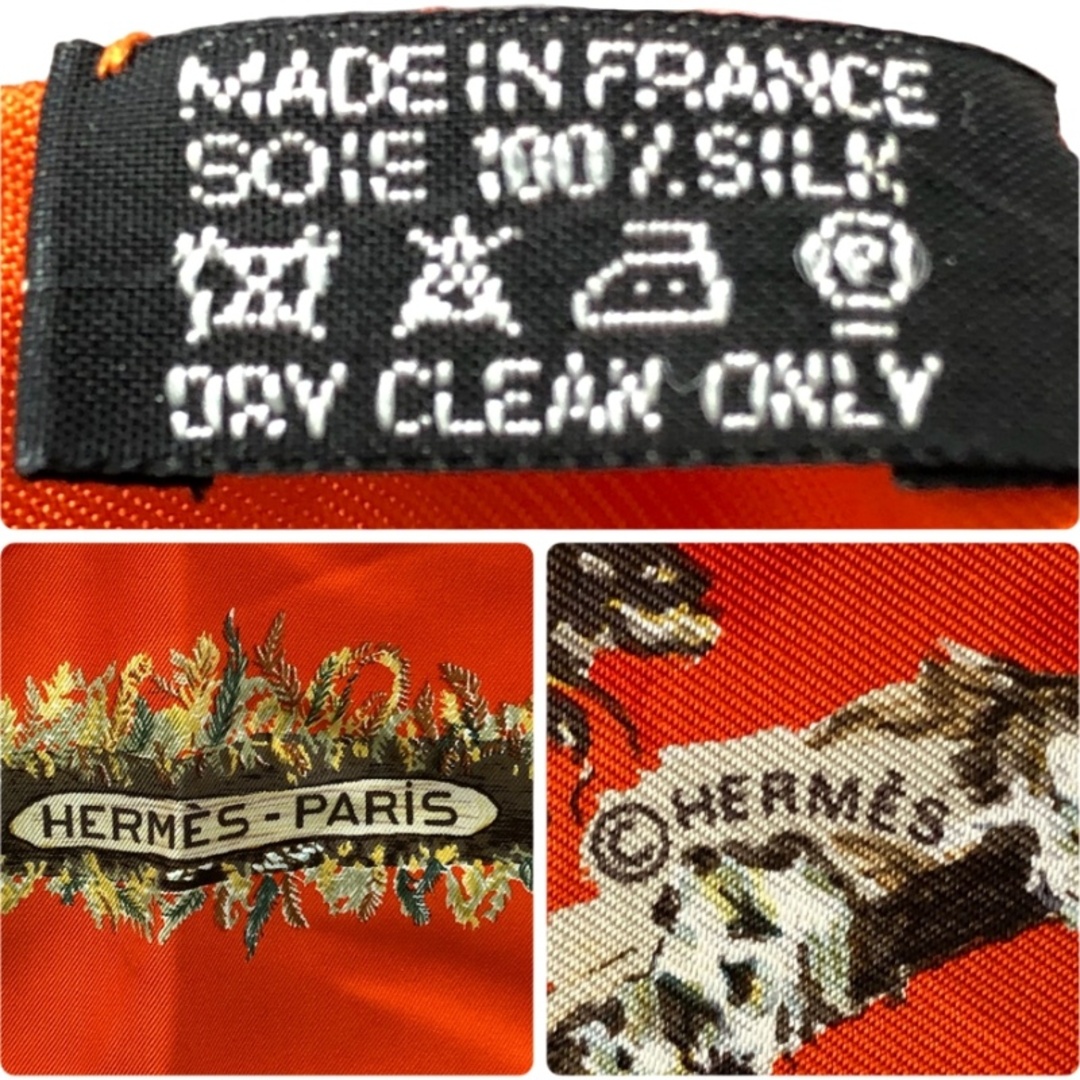 MADE IN FRANCE
SOIE 100% SILK
P
DRY CLEAN ONLY
HERMÈS - PARIS
© HERMÈS